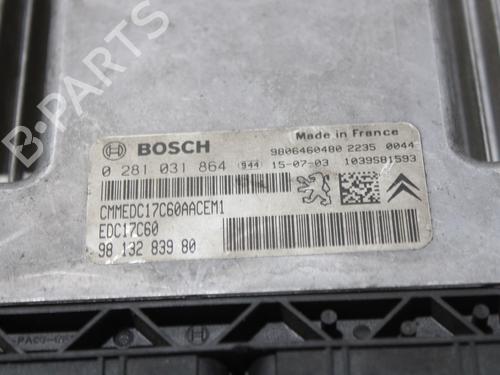 B-PARTS
BOSCH
Made in France
9806460480 2235 0044
0 281 031 864 944 15-07-03 1039S81593
CMMEDC17C60AACEM1
EDC17C60
98 132 839 80